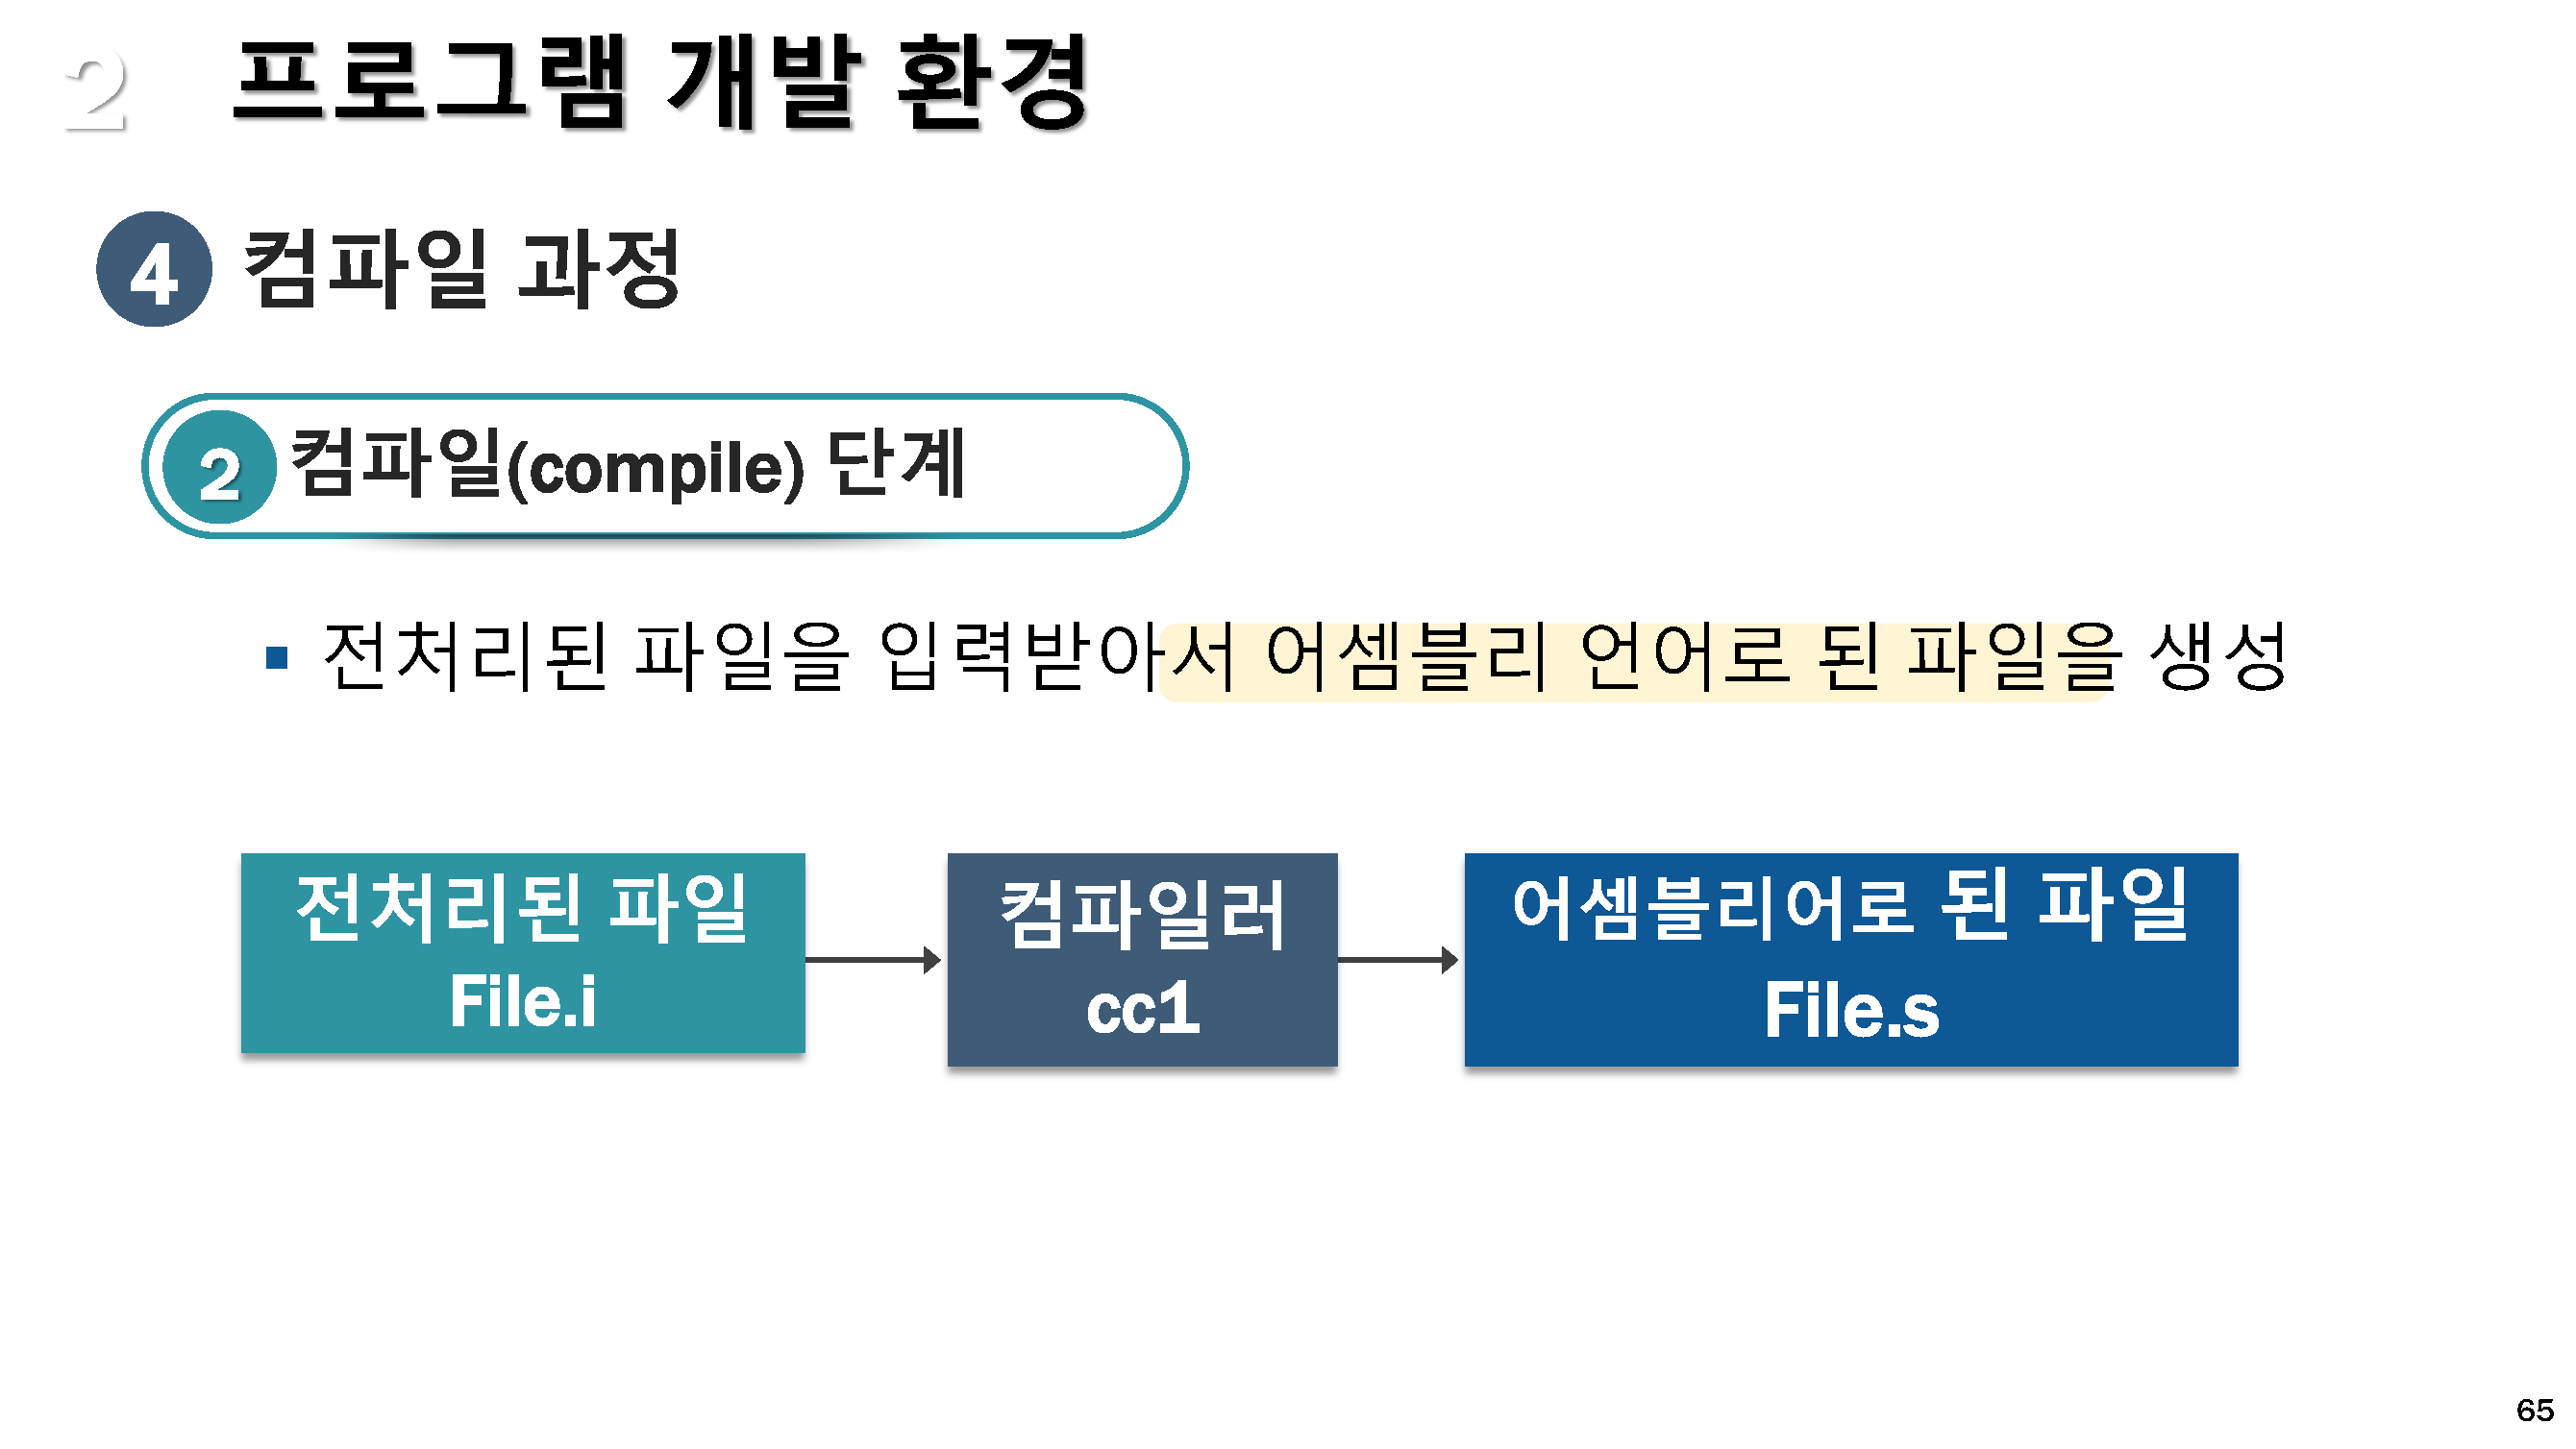 2 프로그램 개발 환경
4 컴파일 과정
2 컴파일(compile) 단계
▪ 전처리된 파일을 입력받아서 어셈블리 언어로 된 파일을 생성
전처리된 파일
File.i
컴파일러
cc1
어셈블리어로 된 파일
File.s
65